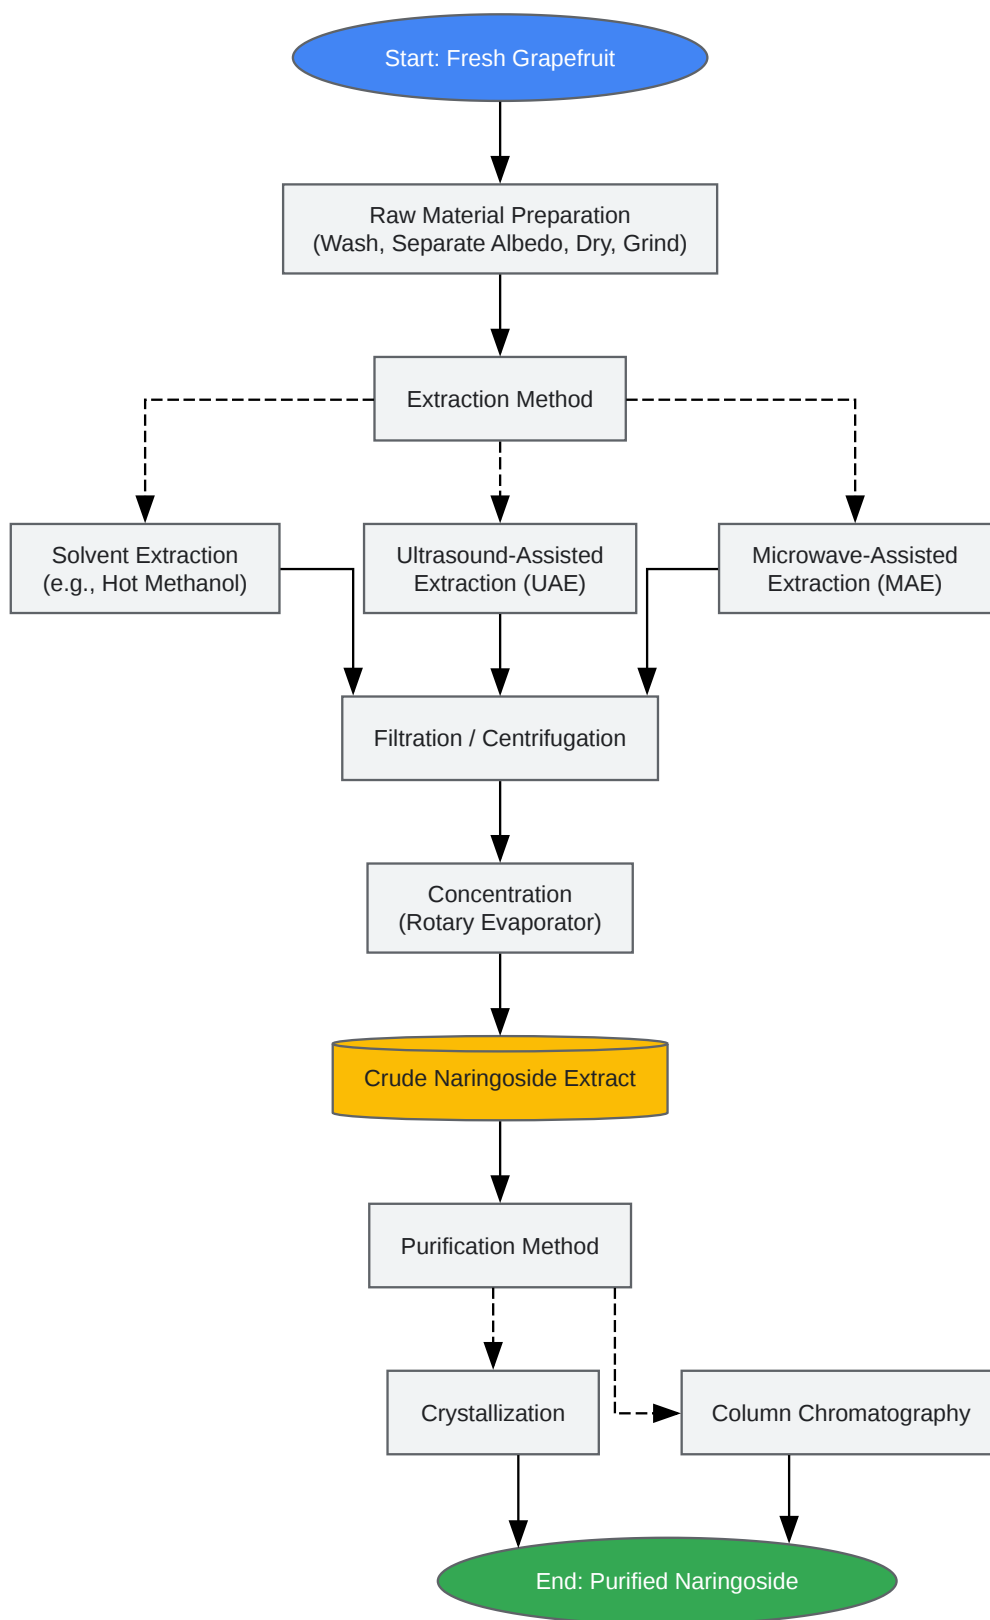 Start: Fresh Grapefruit
Raw Material Preparation
(Wash, Separate Albedo, Dry, Grind)
Extraction Method
Solvent Extraction
(e.g., Hot Methanol)
Ultrasound-Assisted
Extraction (UAE)
Microwave-Assisted
Extraction (MAE)
Filtration / Centrifugation
Concentration
(Rotary Evaporator)
Crude Naringoside Extract
Purification Method
Crystallization
Column Chromatography
End: Purified Naringoside